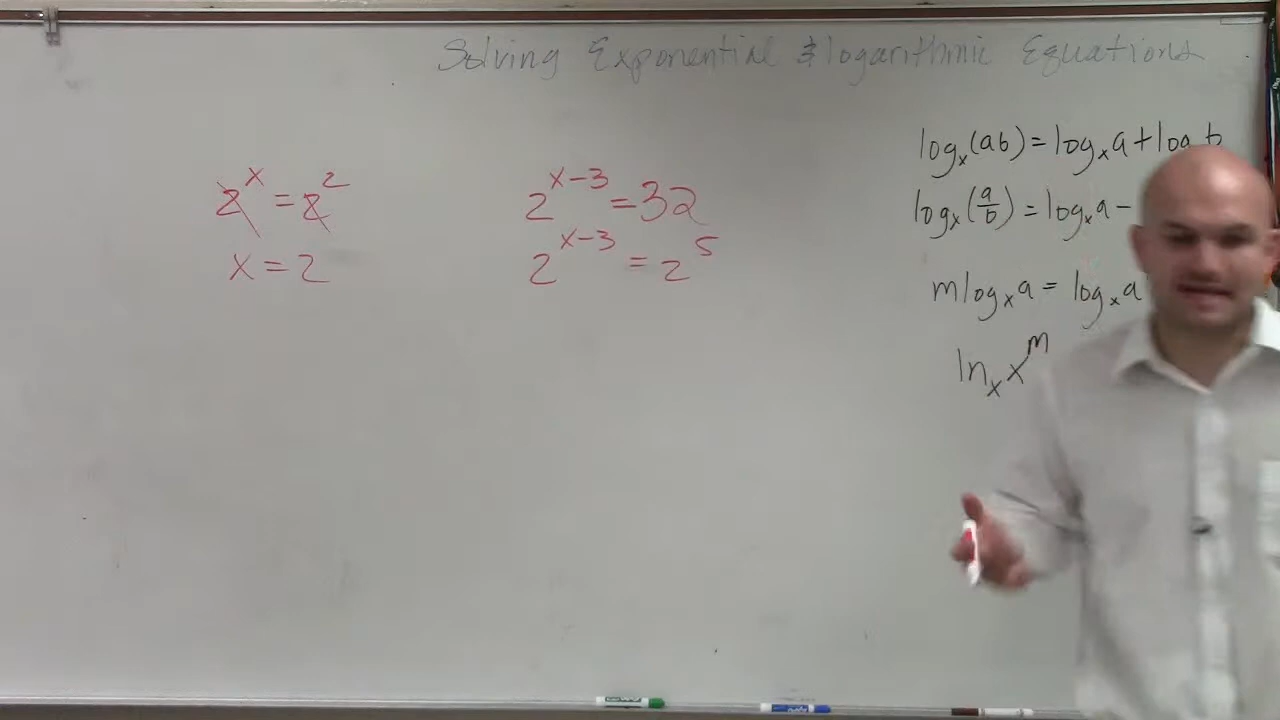 Solving Exponential & logarithmic Equations
2^x = 2^2
x = 2
2^(x-3) = 32
2^(x-3) = 2^5
log_x(ab) = log_x a + log b
log_x(a/b) = log_x a -
m log_x a = log_x a
ln_x x^m